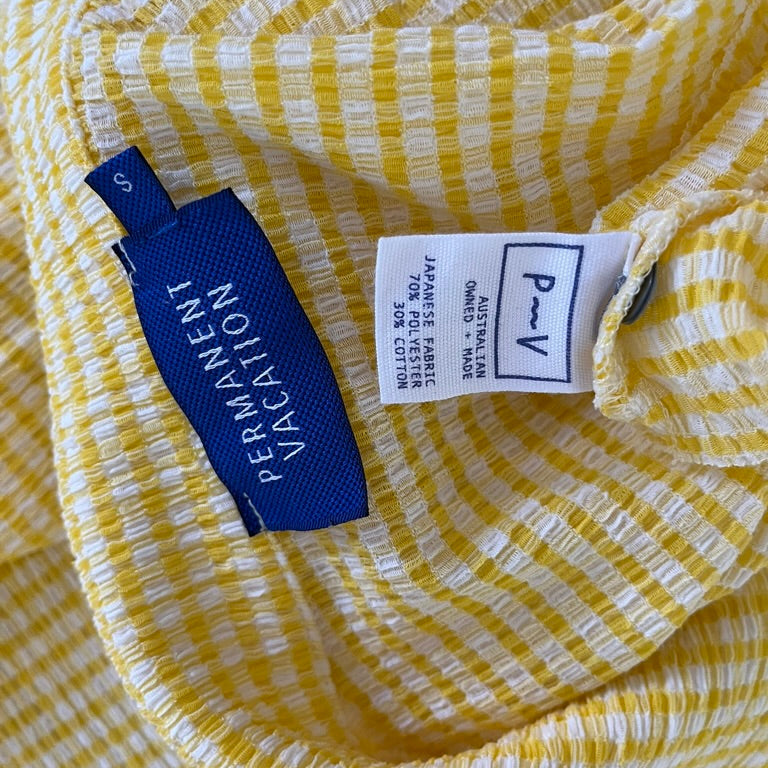 S
PERMANENT
VACATION
P—V
AUSTRALIAN
OWNED + MADE
JAPANESE FABRIC
70% POLYESTER
30% COTTON